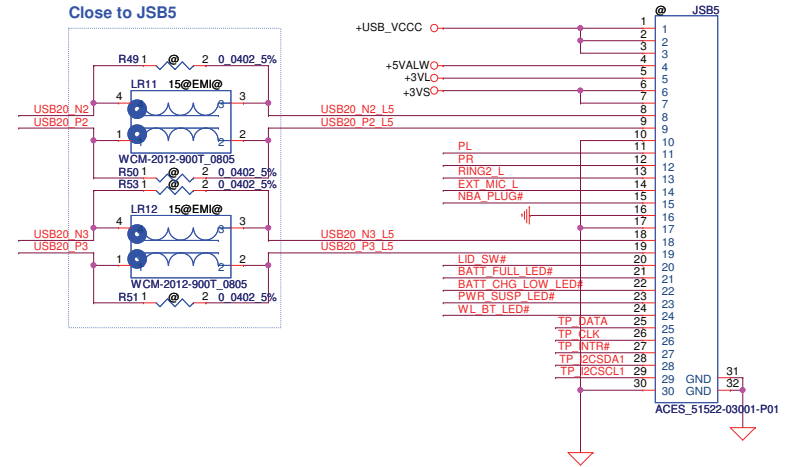 Close to JSB5
R49 1 @ 2 0_0402_5%
LR11 15@EMI@
4 3
USB20_N2
USB20_P2
1 2
WCM-2012-900T_0805
R50 1 @ 2 0_0402_5%
R53 1 @ 2 0_0402_5%
LR12 15@EMI@
4 3
USB20_N3
USB20_P3
1 2
WCM-2012-900T_0805
R51 1 @ 2 0_0402_5%
USB20_N2_L5
USB20_P2_L5
USB20_N3_L5
USB20_P3_L5
@ JSB5
+USB_VCCC 1 1
2 2
3 3
+5VALW 4 4
+3VL 5 5
+3VS 6 6
7 7
8 8
9 9
10 10
PL 11 11
PR 12 12
RING2_L 13 13
EXT_MIC_L 14 14
NBA_PLUG# 15 15
16 16
17 17
18 18
19 19
LID_SW# 20 20
BATT_FULL_LED# 21 21
BATT_CHG_LOW_LED# 22 22
PWR_SUSP_LED# 23 23
WL_BT_LED# 24 24
TP_DATA 25 25
TP_CLK 26 26
TP_INTR# 27 27
TP_I2CSDA1 28 28
TP_I2CSCL1 29 29
30 30
GND 31
GND 32
ACES_51522-03001-P01